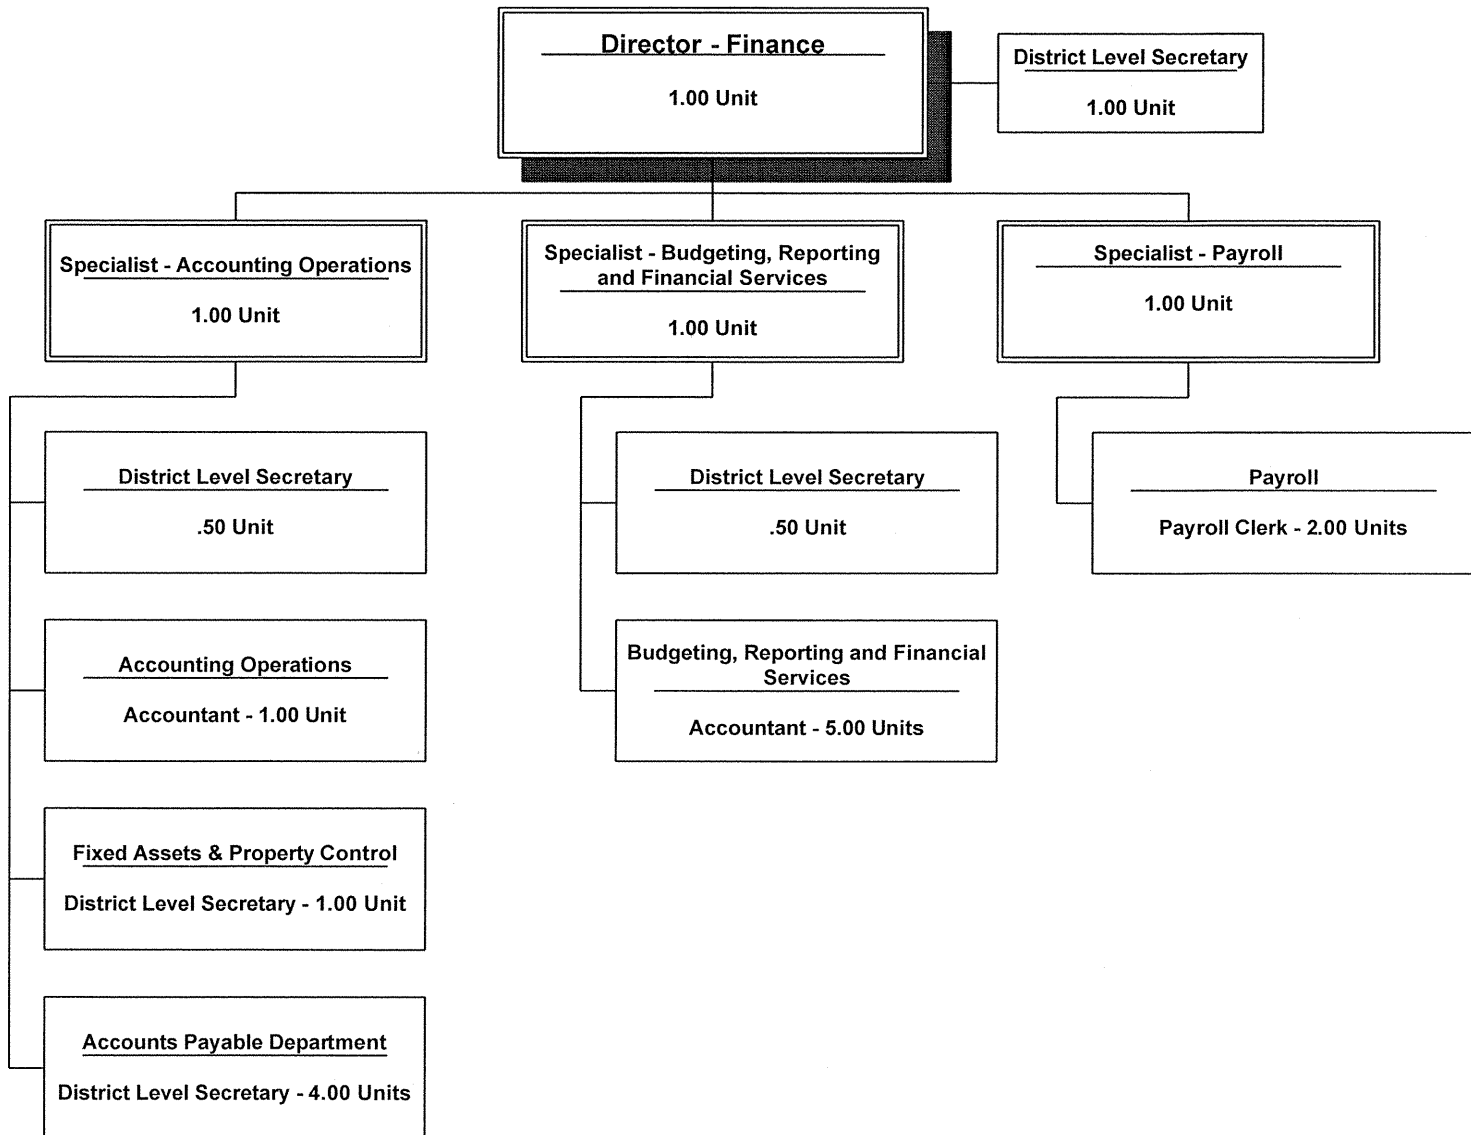 Director - Finance
1.00 Unit
District Level Secretary
1.00 Unit
Specialist - Accounting Operations
1.00 Unit
Specialist - Budgeting, Reporting
and Financial Services
1.00 Unit
Specialist - Payroll
1.00 Unit
District Level Secretary
.50 Unit
Accounting Operations
Accountant - 1.00 Unit
Fixed Assets & Property Control
District Level Secretary - 1.00 Unit
Accounts Payable Department
District Level Secretary - 4.00 Units
District Level Secretary
.50 Unit
Budgeting, Reporting and Financial
Services
Accountant - 5.00 Units
Payroll
Payroll Clerk - 2.00 Units